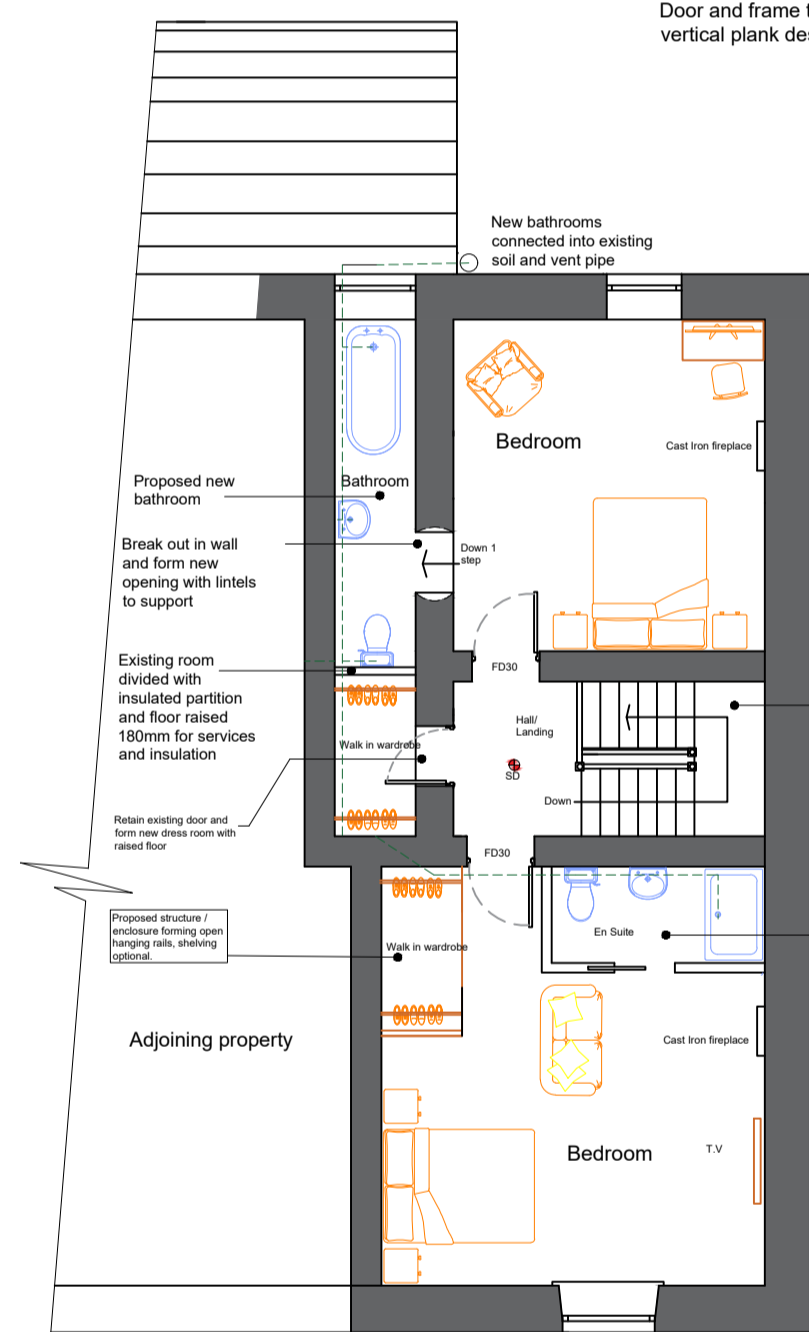 Door and frame
vertical plank
New bathrooms
connected into existing
soil and vent pipe
Bedroom
Cast Iron fireplace
Proposed new
bathroom
Bathroom
Break out in wall
and form new
opening with lintels
to support
Down 1
step
Existing room
divided with
insulated partition
and floor raised
180mm for services
and insulation
FD30
Hall/
Landing
Walk in wardrobe
SD
Down
Retain existing door and
form new dress room with
raised floor
FD30
Proposed structure /
enclosure forming open
hanging rails, shelving
optional.
Walk in wardrobe
En Suite
Adjoining property
Cast Iron fireplace
Bedroom
T.V